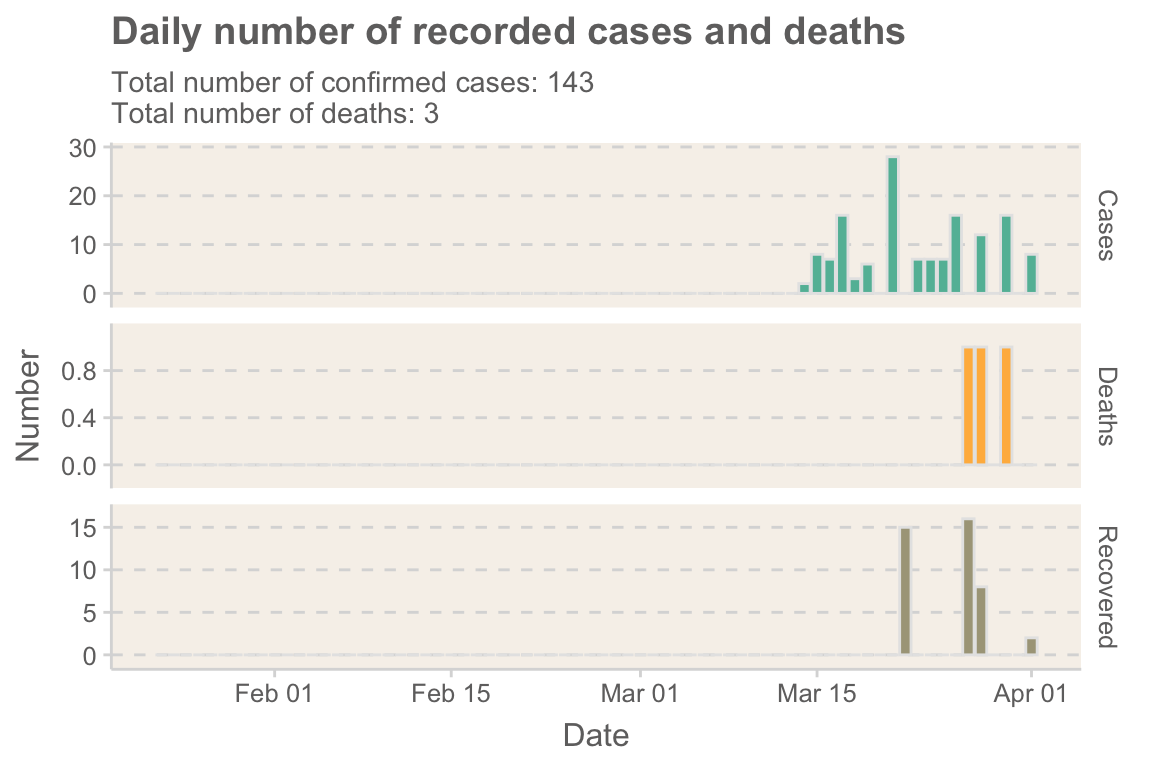 Daily number of recorded cases and deaths
Total number of confirmed cases: 143
Total number of deaths: 3
30
20
10
0
Cases
Number
0.8
0.4
0.0
Deaths
15
10
5
0
Recovered
Feb 01 Feb 15 Mar 01 Mar 15 Apr 01
Date